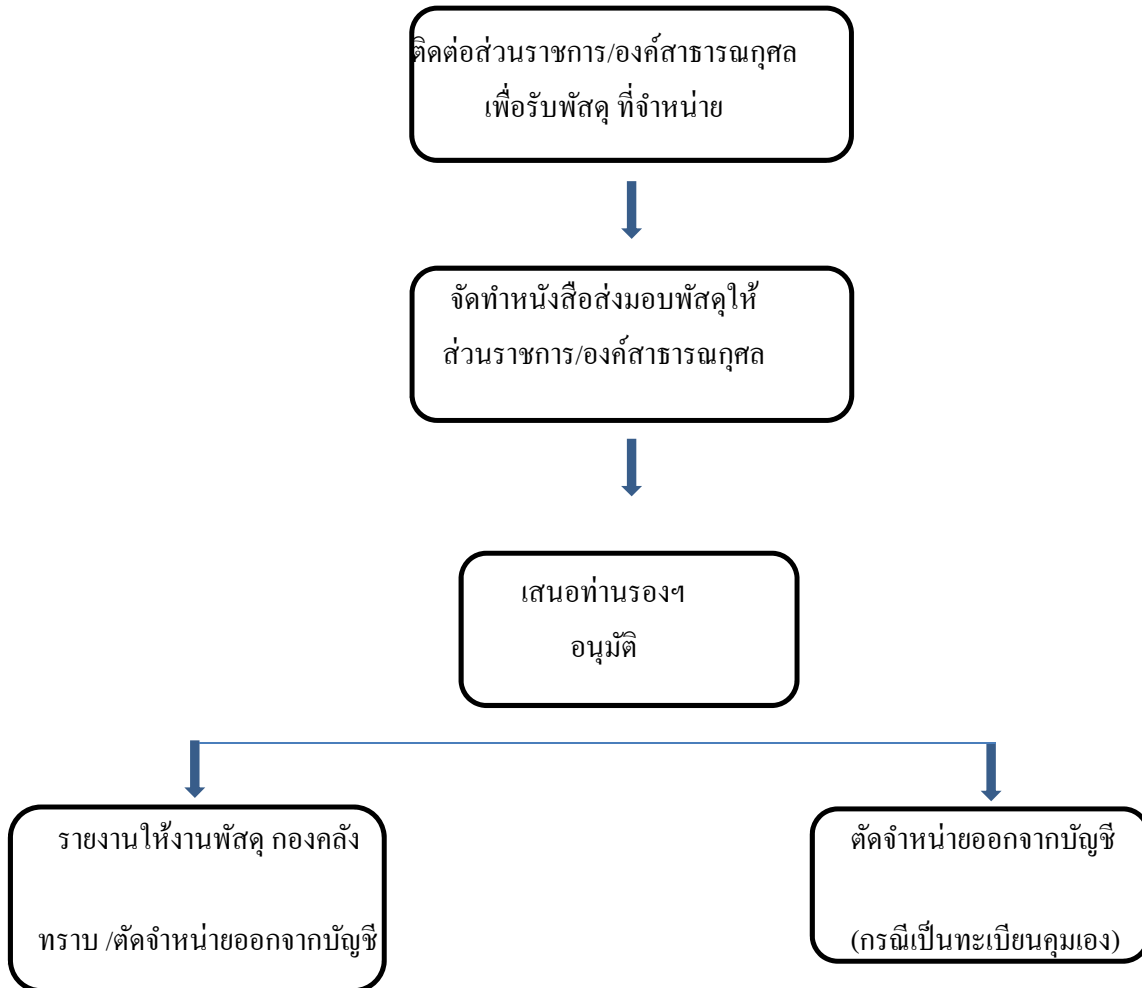 ติดต่อส่วนราชการ/องค์สาธารณกุศล
เพื่อรับพัสดุ ที่จำหน่าย
จัดทำหนังสือส่งมอบพัสดุให้
ส่วนราชการ/องค์สาธารณกุศล
เสนอท่านรองฯ
อนุมัติ
รายงานให้งานพัสดุ กองคลัง
ทราบ /ตัดจำหน่ายออกจากบัญชี
ตัดจำหน่ายออกจากบัญชี
(กรณีเป็นทะเบียนคุมเอง)